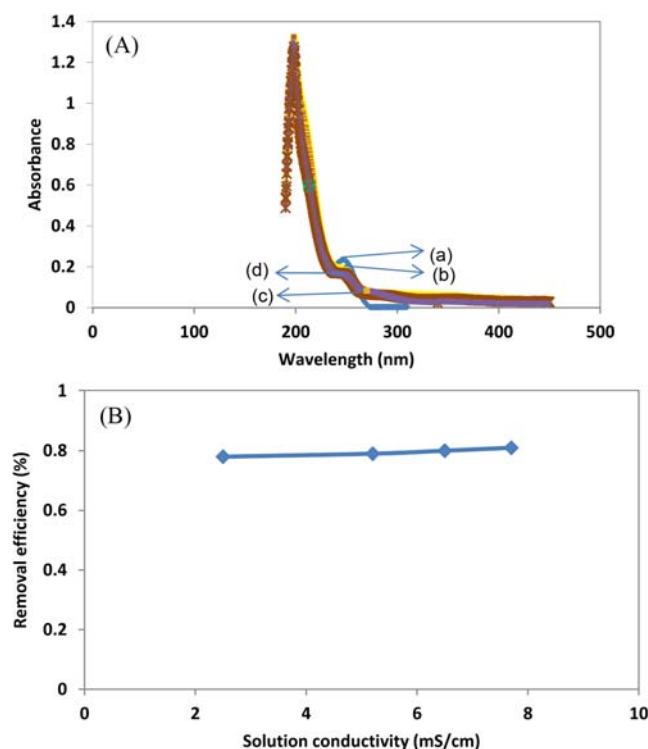 (A)
1.4
1.2
1
0.8
0.6
0.4
0.2
0
Absorbance
(a)
(b)
(d)
(c)
0 100 200 300 400 500
Wavelength (nm)
(B)
1
0.8
0.6
0.4
0.2
0
Removal efficiency (%)
0 2 4 6 8 10
Solution conductivity (mS/cm)